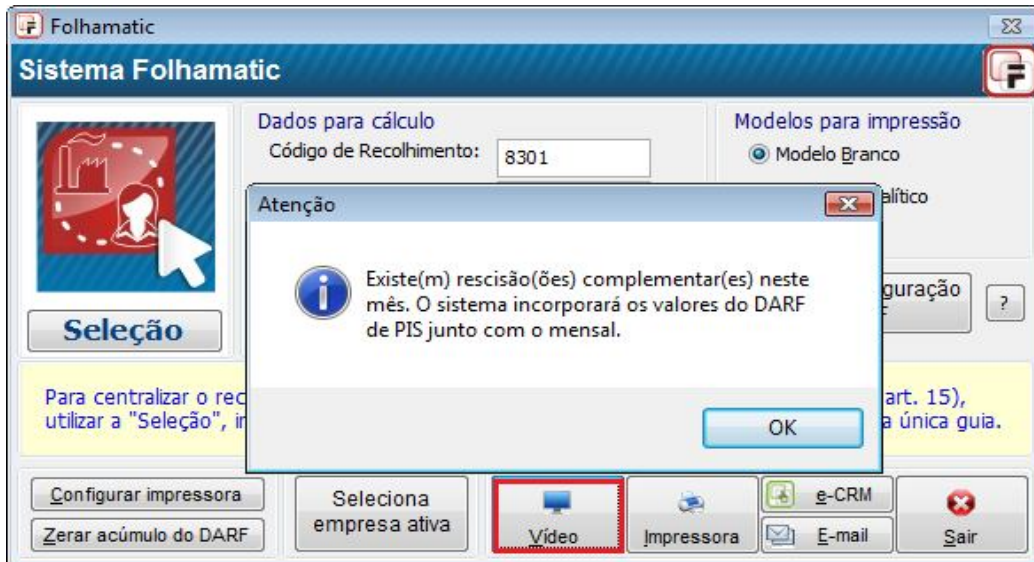 Folhamatic
Sistema Folhamatic
Dados para cálculo
Código de Recolhimento:
8301
Modelos para impressão
Modelo Branco
alítico
Seleção
Atenção
Existe(m) rescisão(ões) complementar(es) neste
mês. O sistema incorporará os valores do DARF
de PIS junto com o mensal.
OK
guração
?
Para centralizar o rec
art. 15),
utilizar a "Seleção", ir
a única guia.
Configurar impressora
Zerar acúmulo do DARF
Seleciona
empresa ativa
Vídeo
Impressora
e-CRM
E-mail
Sair